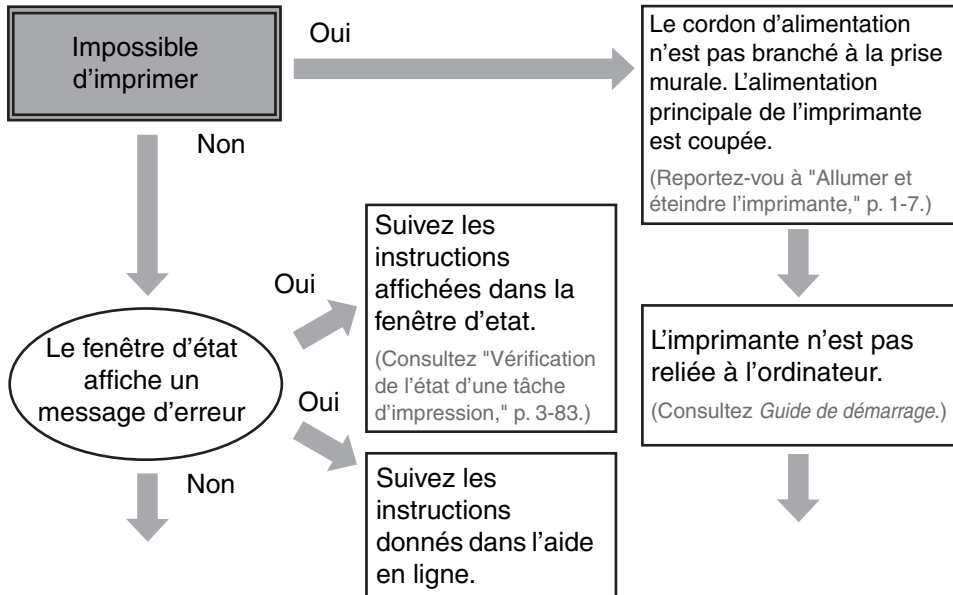 Impossible
d'imprimer
Oui
Le cordon d'alimentation
n'est pas branché à la prise
murale. L'alimentation
principale de l'imprimante
est coupée.
(Reportez-vou à "Allumer et
éteindre l'imprimante," p. 1-7.)
Non
Le fenêtre d'état
affiche un
message d'erreur
Oui
Suivez les
instructions
affichées dans la
fenêtre d'etat.
(Consultez "Vérification
de l'état d'une tâche
d'impression," p. 3-83.)
Oui
Suivez les
instructions
donnés dans l'aide
en ligne.
L'imprimante n'est pas
reliée à l'ordinateur.
(Consultez Guide de démarrage.)
Non